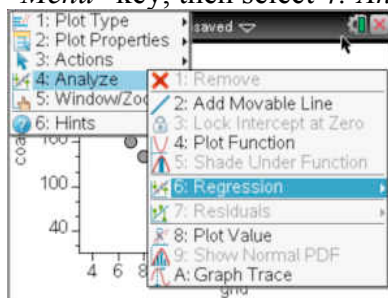 Menu" key, then select 4: An
1: Plot Type
2: Plot Properties
3: Actions
4: Analyze
5: Window/Zoo
6: Hints
saved
1: Remove
2: Add Movable Line
3: Lock Intercept at Zero
4: Plot Function
5: Shade Under Function
6: Regression
7: Residuals
8: Plot Value
9: Show Normal PDF
A: Graph Trace
coa
160
100
40
4 6 8
grid